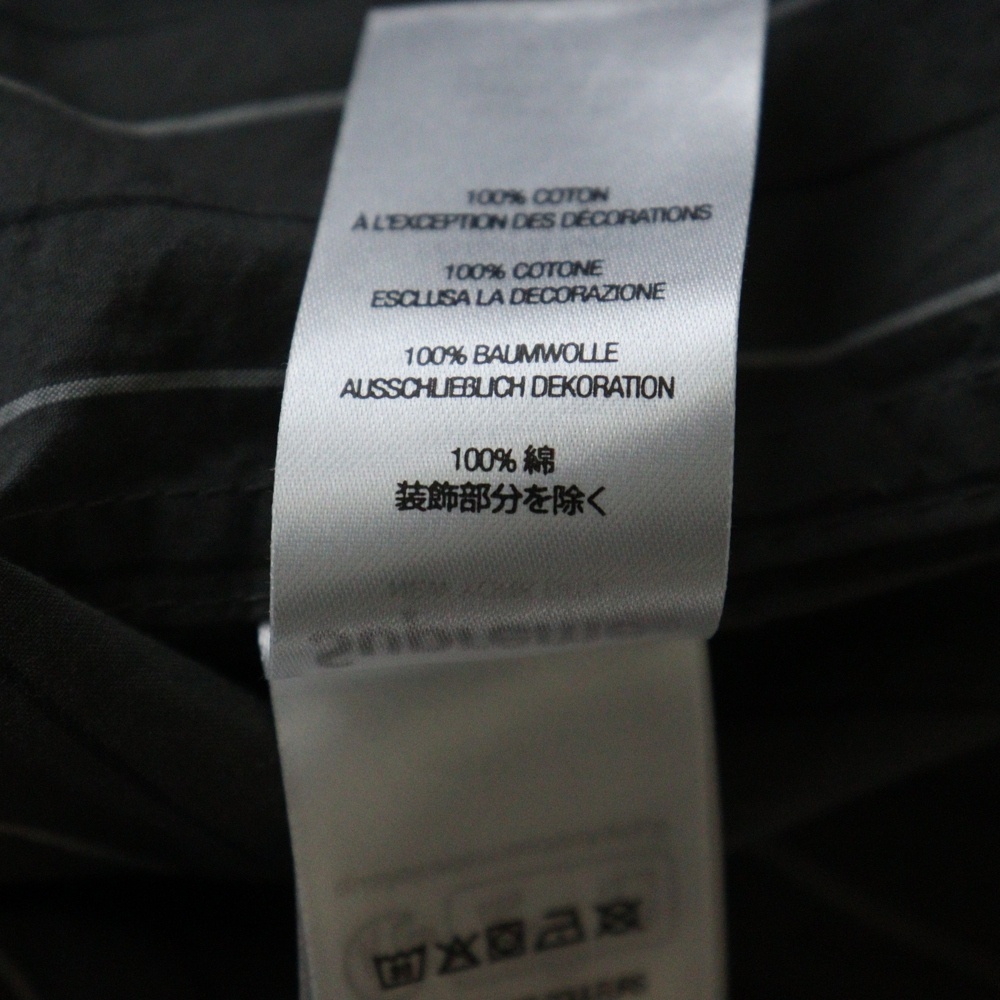 100% COTON
À L'EXCEPTION DES DÉCORATIONS
100% COTONE
ESCLUSA LA DECORAZIONE
100% BAUMWOLLE
AUSSCHLIEßLICH DEKORATION
100% 綿
装飾部分を除く